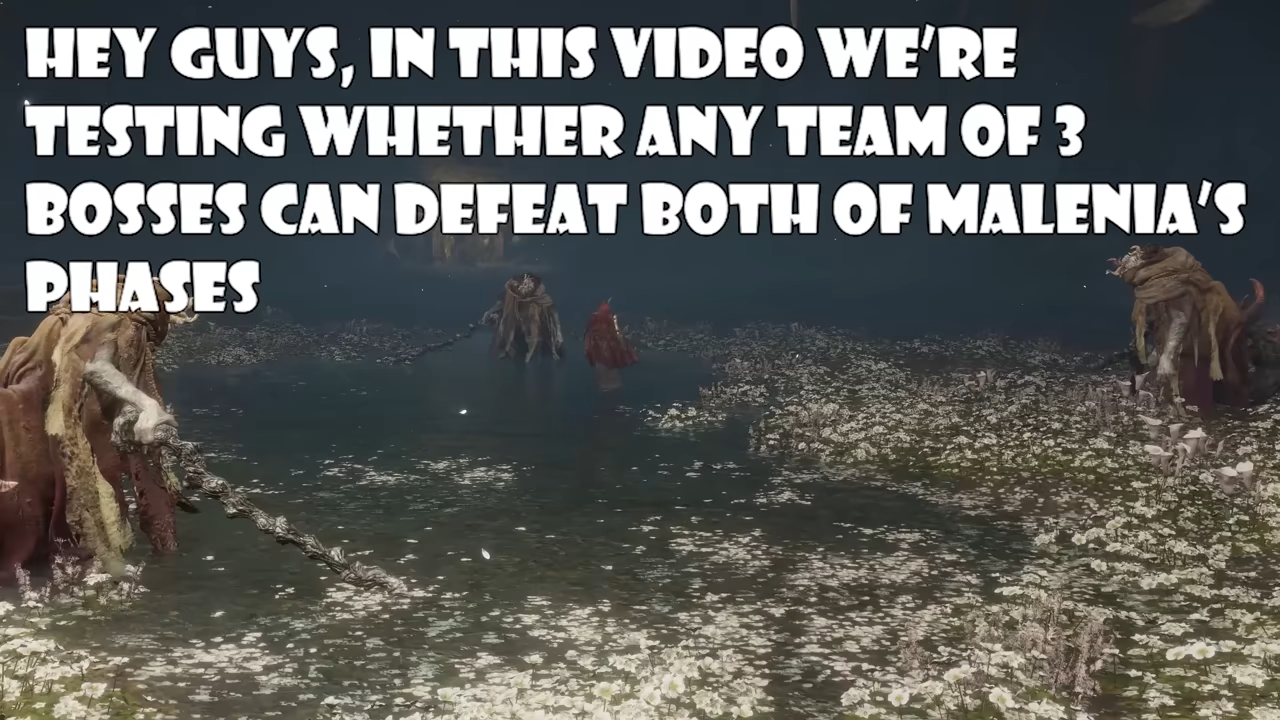 HEY GUYS, IN THIS VIDEO WE'RE
TESTING WHETHER ANY TEAM OF 3
BOSSES CAN DEFEAT BOTH OF MALENIA'S
PHASES